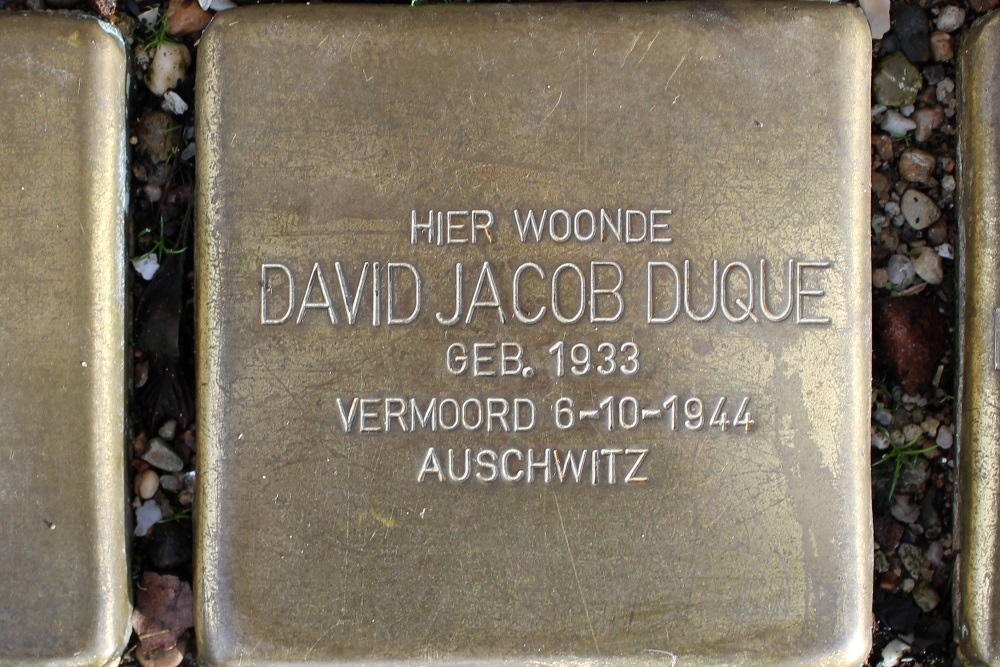 HIER WOONDE
DAVID JACOB DUQUE
GEB. 1933
VERMOORD 6-10-1944
AUSCHWITZ